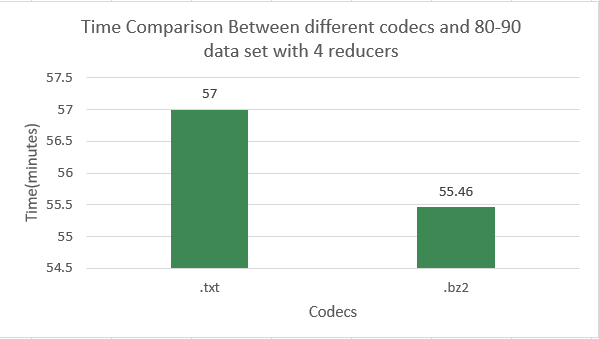 Time Comparison Between different codecs and 80-90
data set with 4 reducers
57.5
57
56.5
56
55.5
55
54.5
Time(minutes)
57
55.46
.txt
.bz2
Codecs